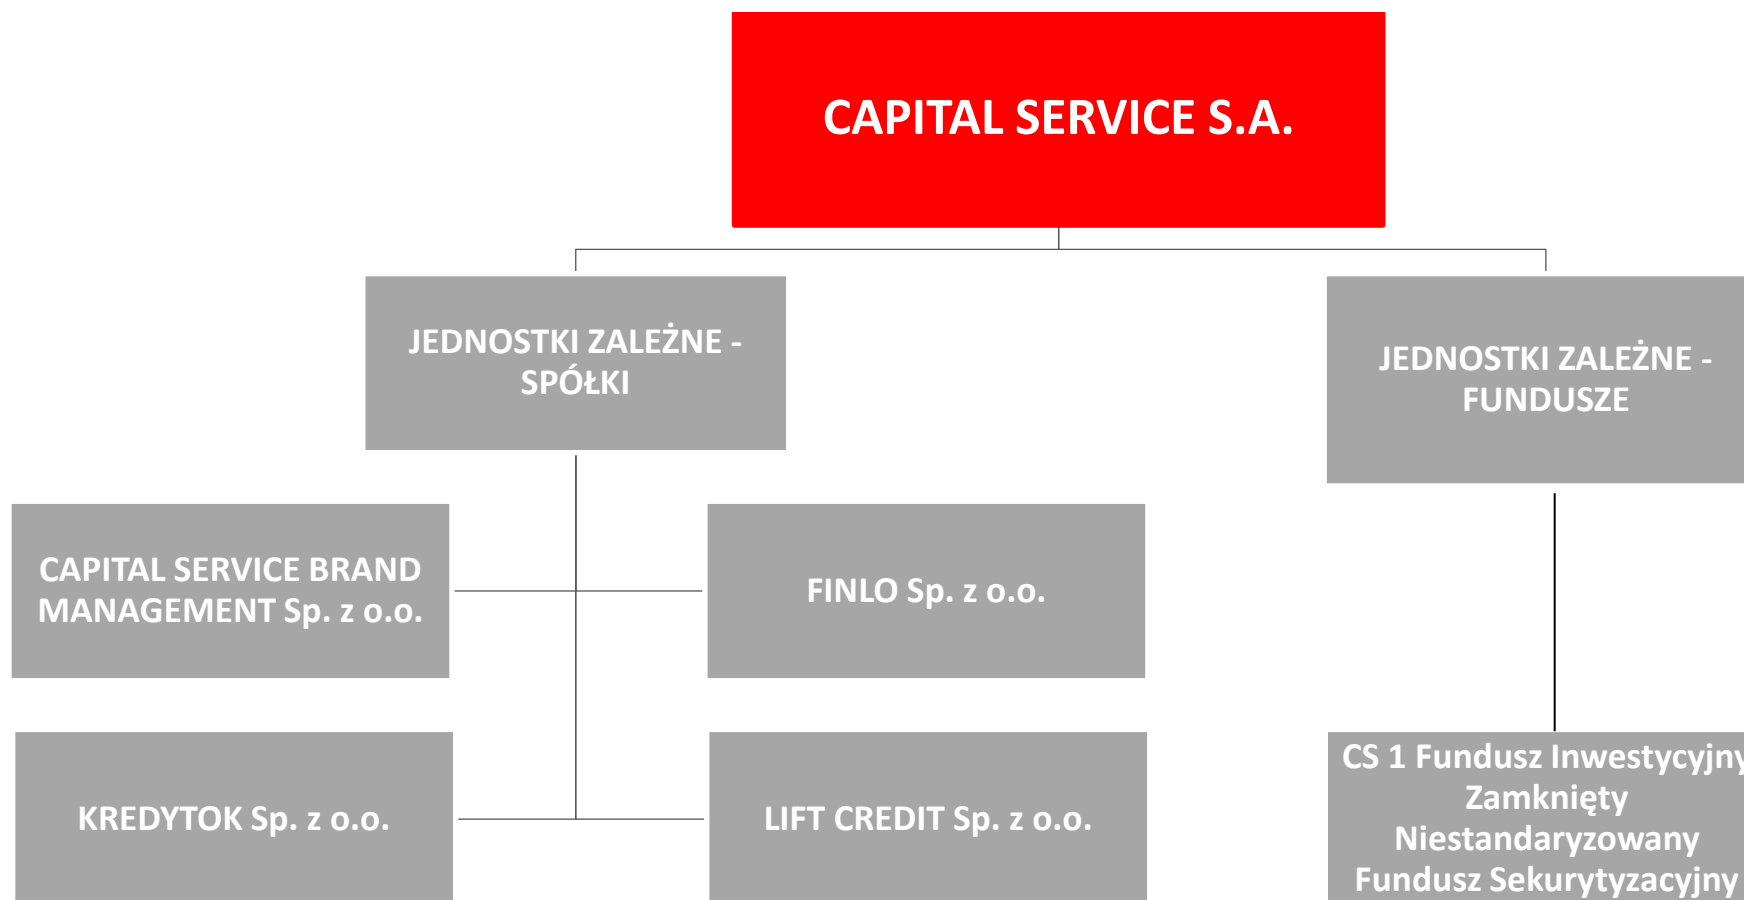 CAPITAL SERVICE S.A.
JEDNOSTKI ZALEŻNE -
SPÓŁKI
JEDNOSTKI ZALEŻNE -
FUNDUSZE
CAPITAL SERVICE BRAND
MANAGEMENT Sp. z o.o.
FINLO Sp. z o.o.
KREDYTOK Sp. z o.o.
LIFT CREDIT Sp. z o.o.
CS 1 Fundusz Inwestycyjny
Zamknięty
Niestandaryzowany
Fundusz Sekurytyzacyjny